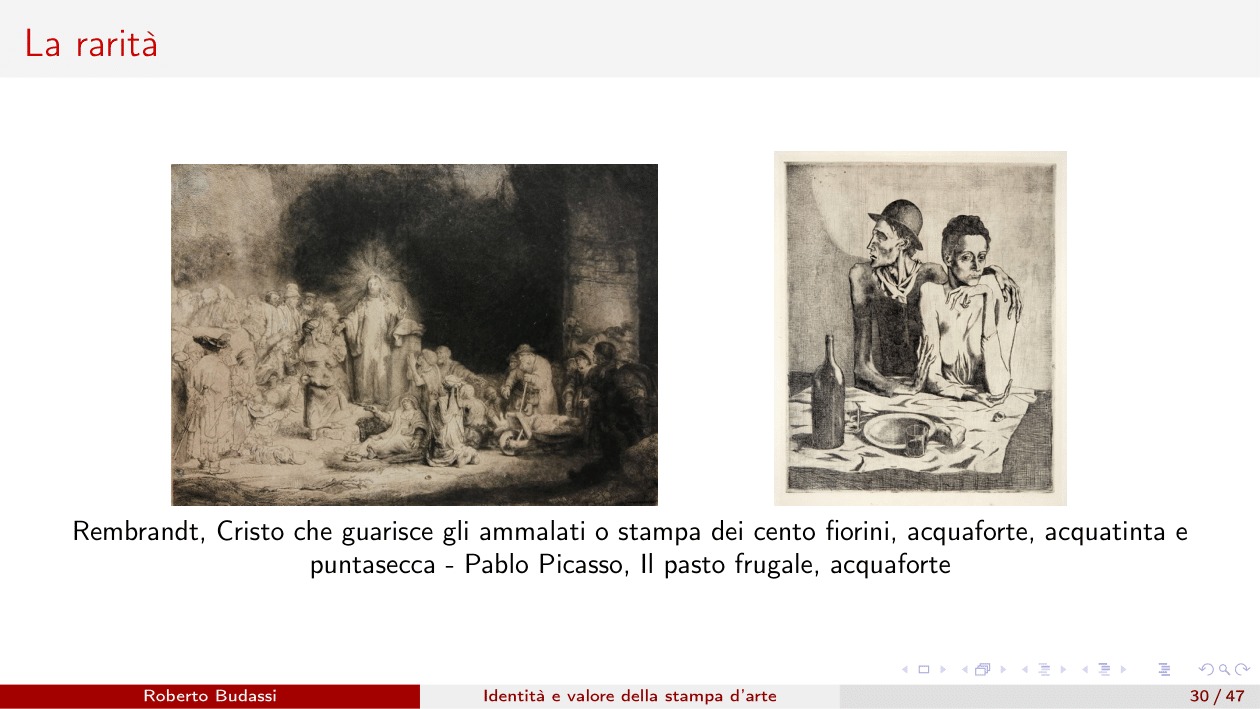 La rarità
Rembrandt, Cristo che guarisce gli ammalati o stampa dei cento fiorini, acquaforte, acquatinta e
puntasecca - Pablo Picasso, Il pasto frugale, acquaforte
Roberto Budassi
Identità e valore della stampa d'arte
30 / 47